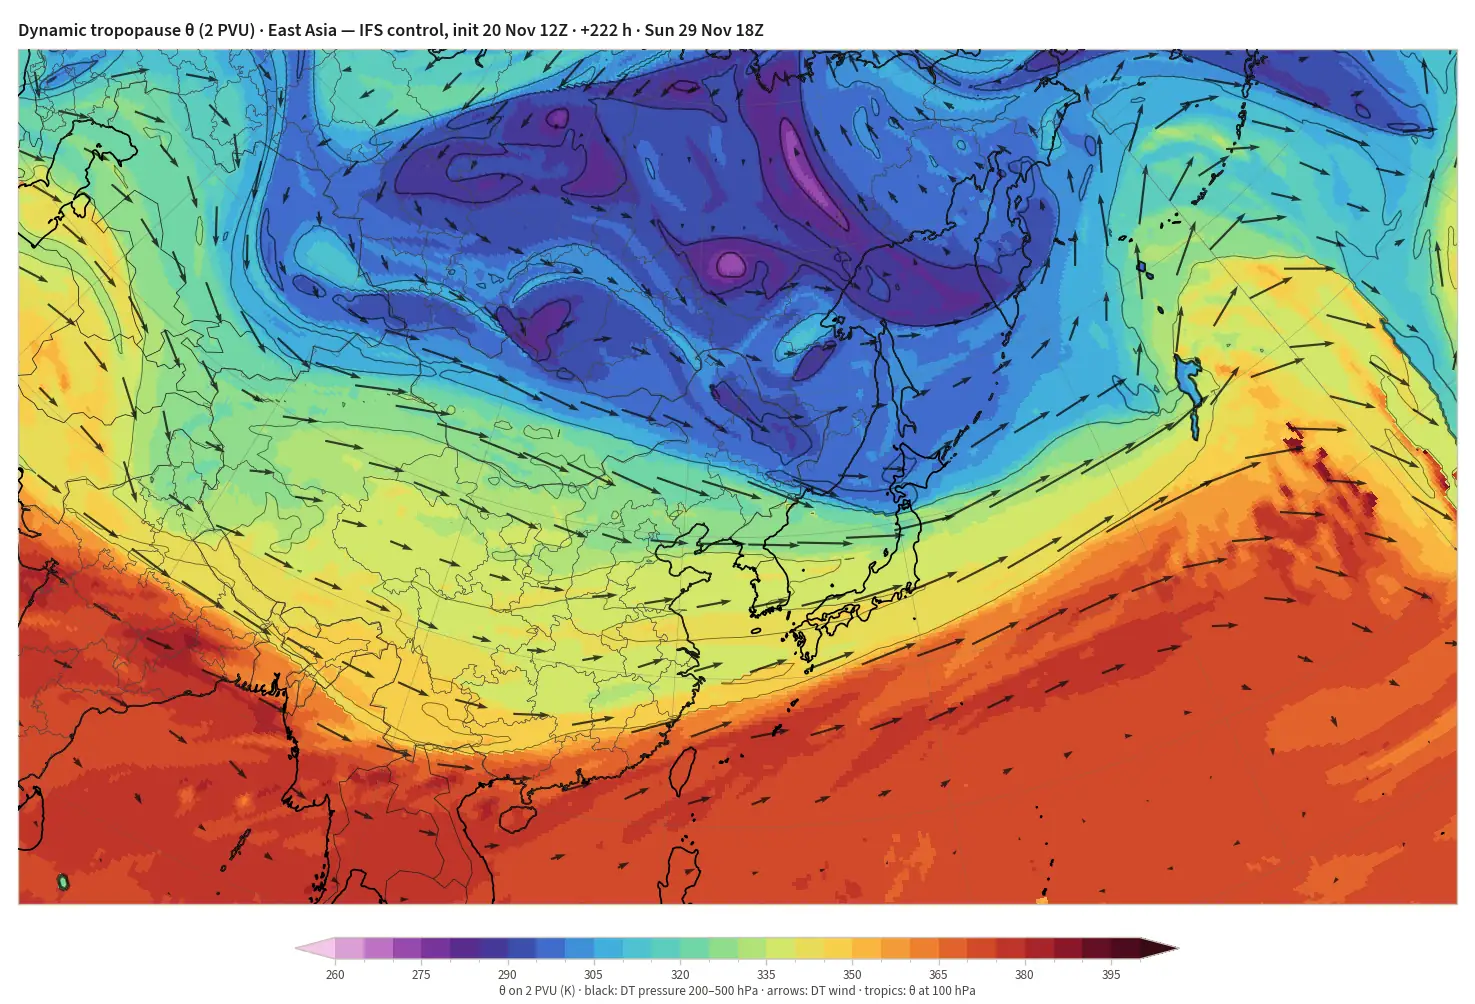 Dynamic tropopause θ (2 PVU) · East Asia — IFS control, init 20 Nov 12Z · +222 h · Sun 29 Nov 18Z
260 275 290 305 320 335 350 365 380 395
θ on 2 PVU (K) · black: DT pressure 200–500 hPa · arrows: DT wind · tropics: θ at 100 hPa